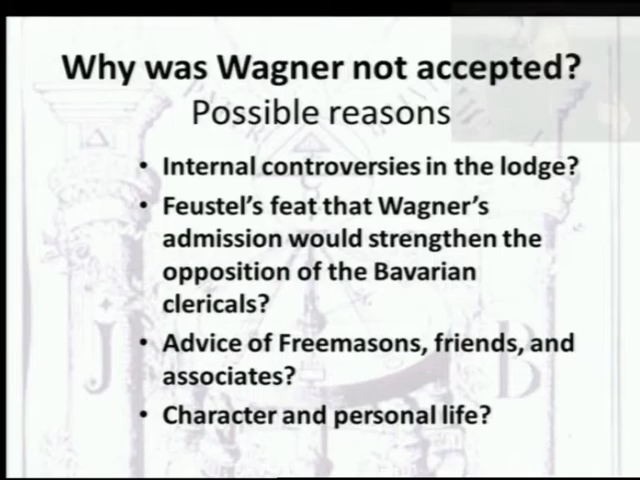 Why was Wagner not accepted?
Possible reasons
• Internal controversies in the lodge?
• Feustel's feat that Wagner's
admission would strengthen the
opposition of the Bavarian
clericals?
• Advice of Freemasons, friends, and
associates?
• Character and personal life?
J
B